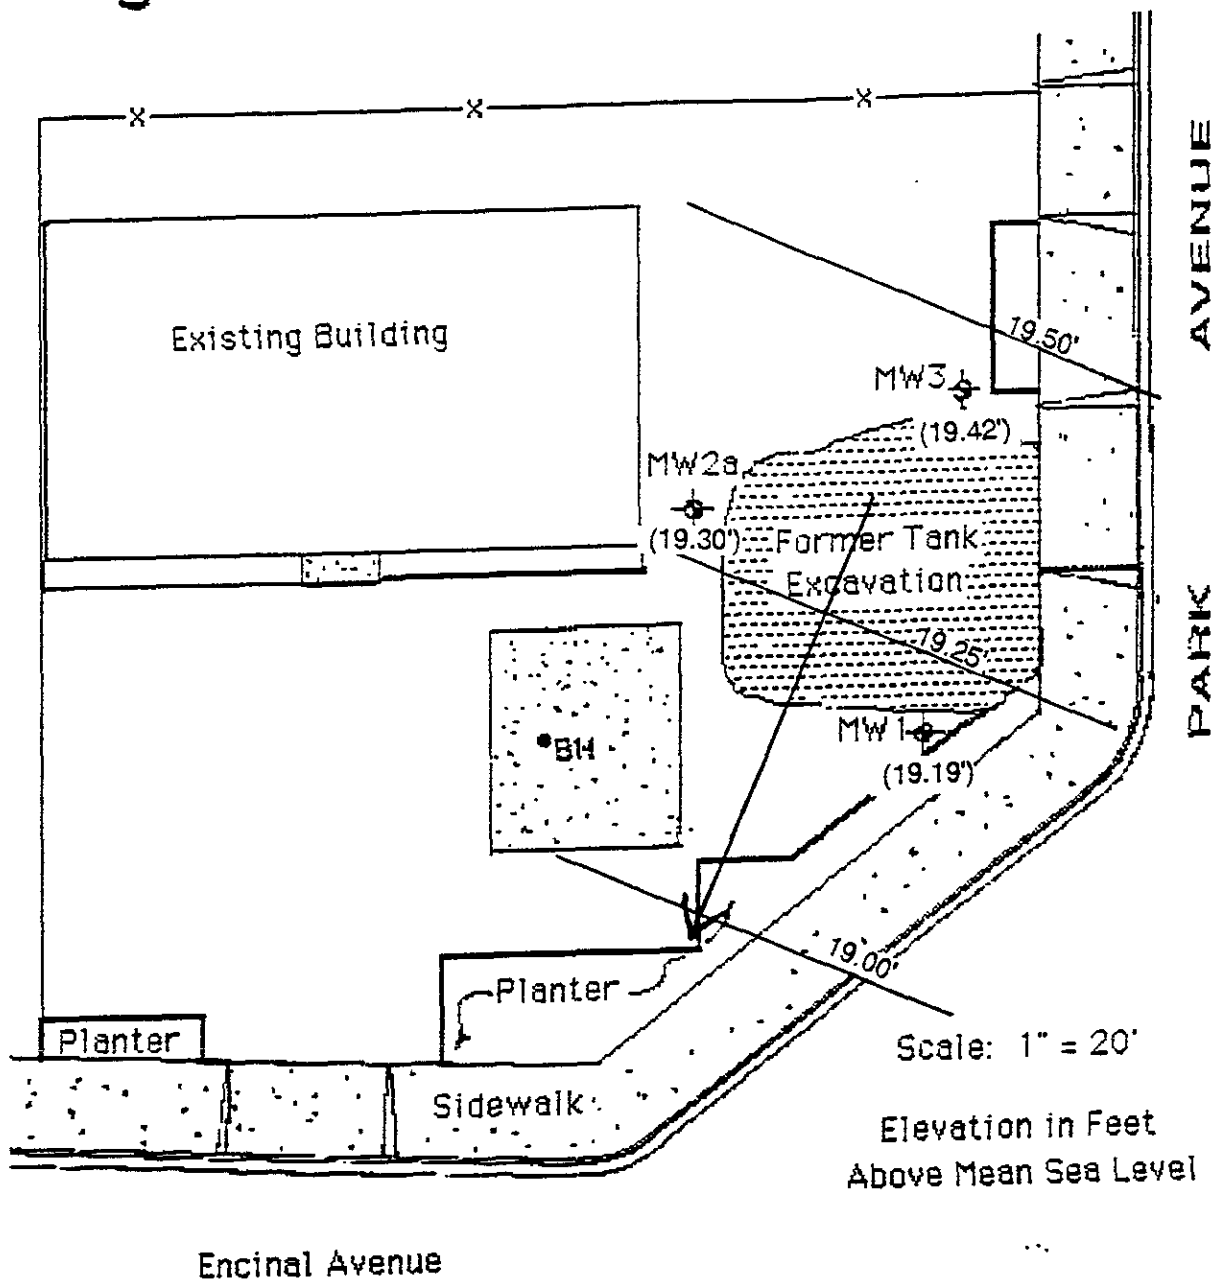 AVENUE
Existing Building
19.50'
MW3
(19.42')
MW2a
(19.30')
Former Tank
Excavation
19.25'
PARK
MW1
BH
(19.19')
19.00'
Planter
Planter
Scale: 1" = 20'
Sidewalk
Elevation in Feet
Above Mean Sea Level
Encinal Avenue